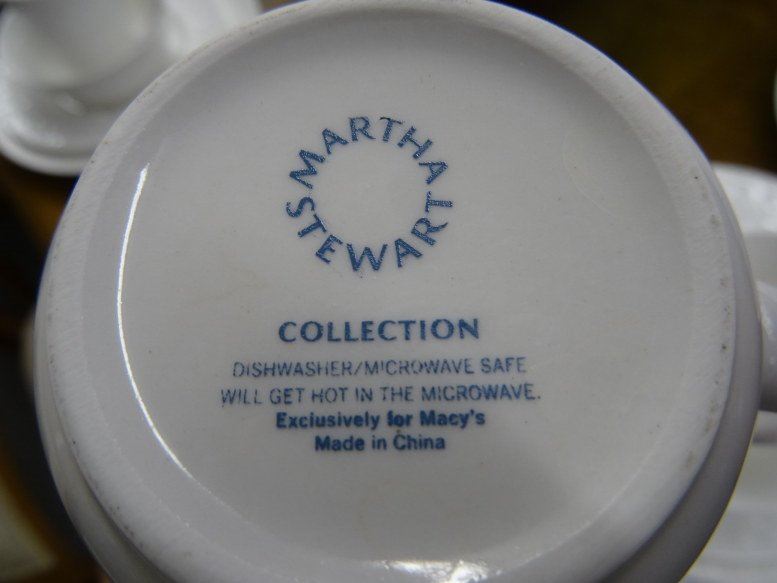 MARTHA
STEWART
COLLECTION
DISHWASHER/MICROWAVE SAFE
WILL GET HOT IN THE MICROWAVE.
Exclusively for Macy's
Made in China